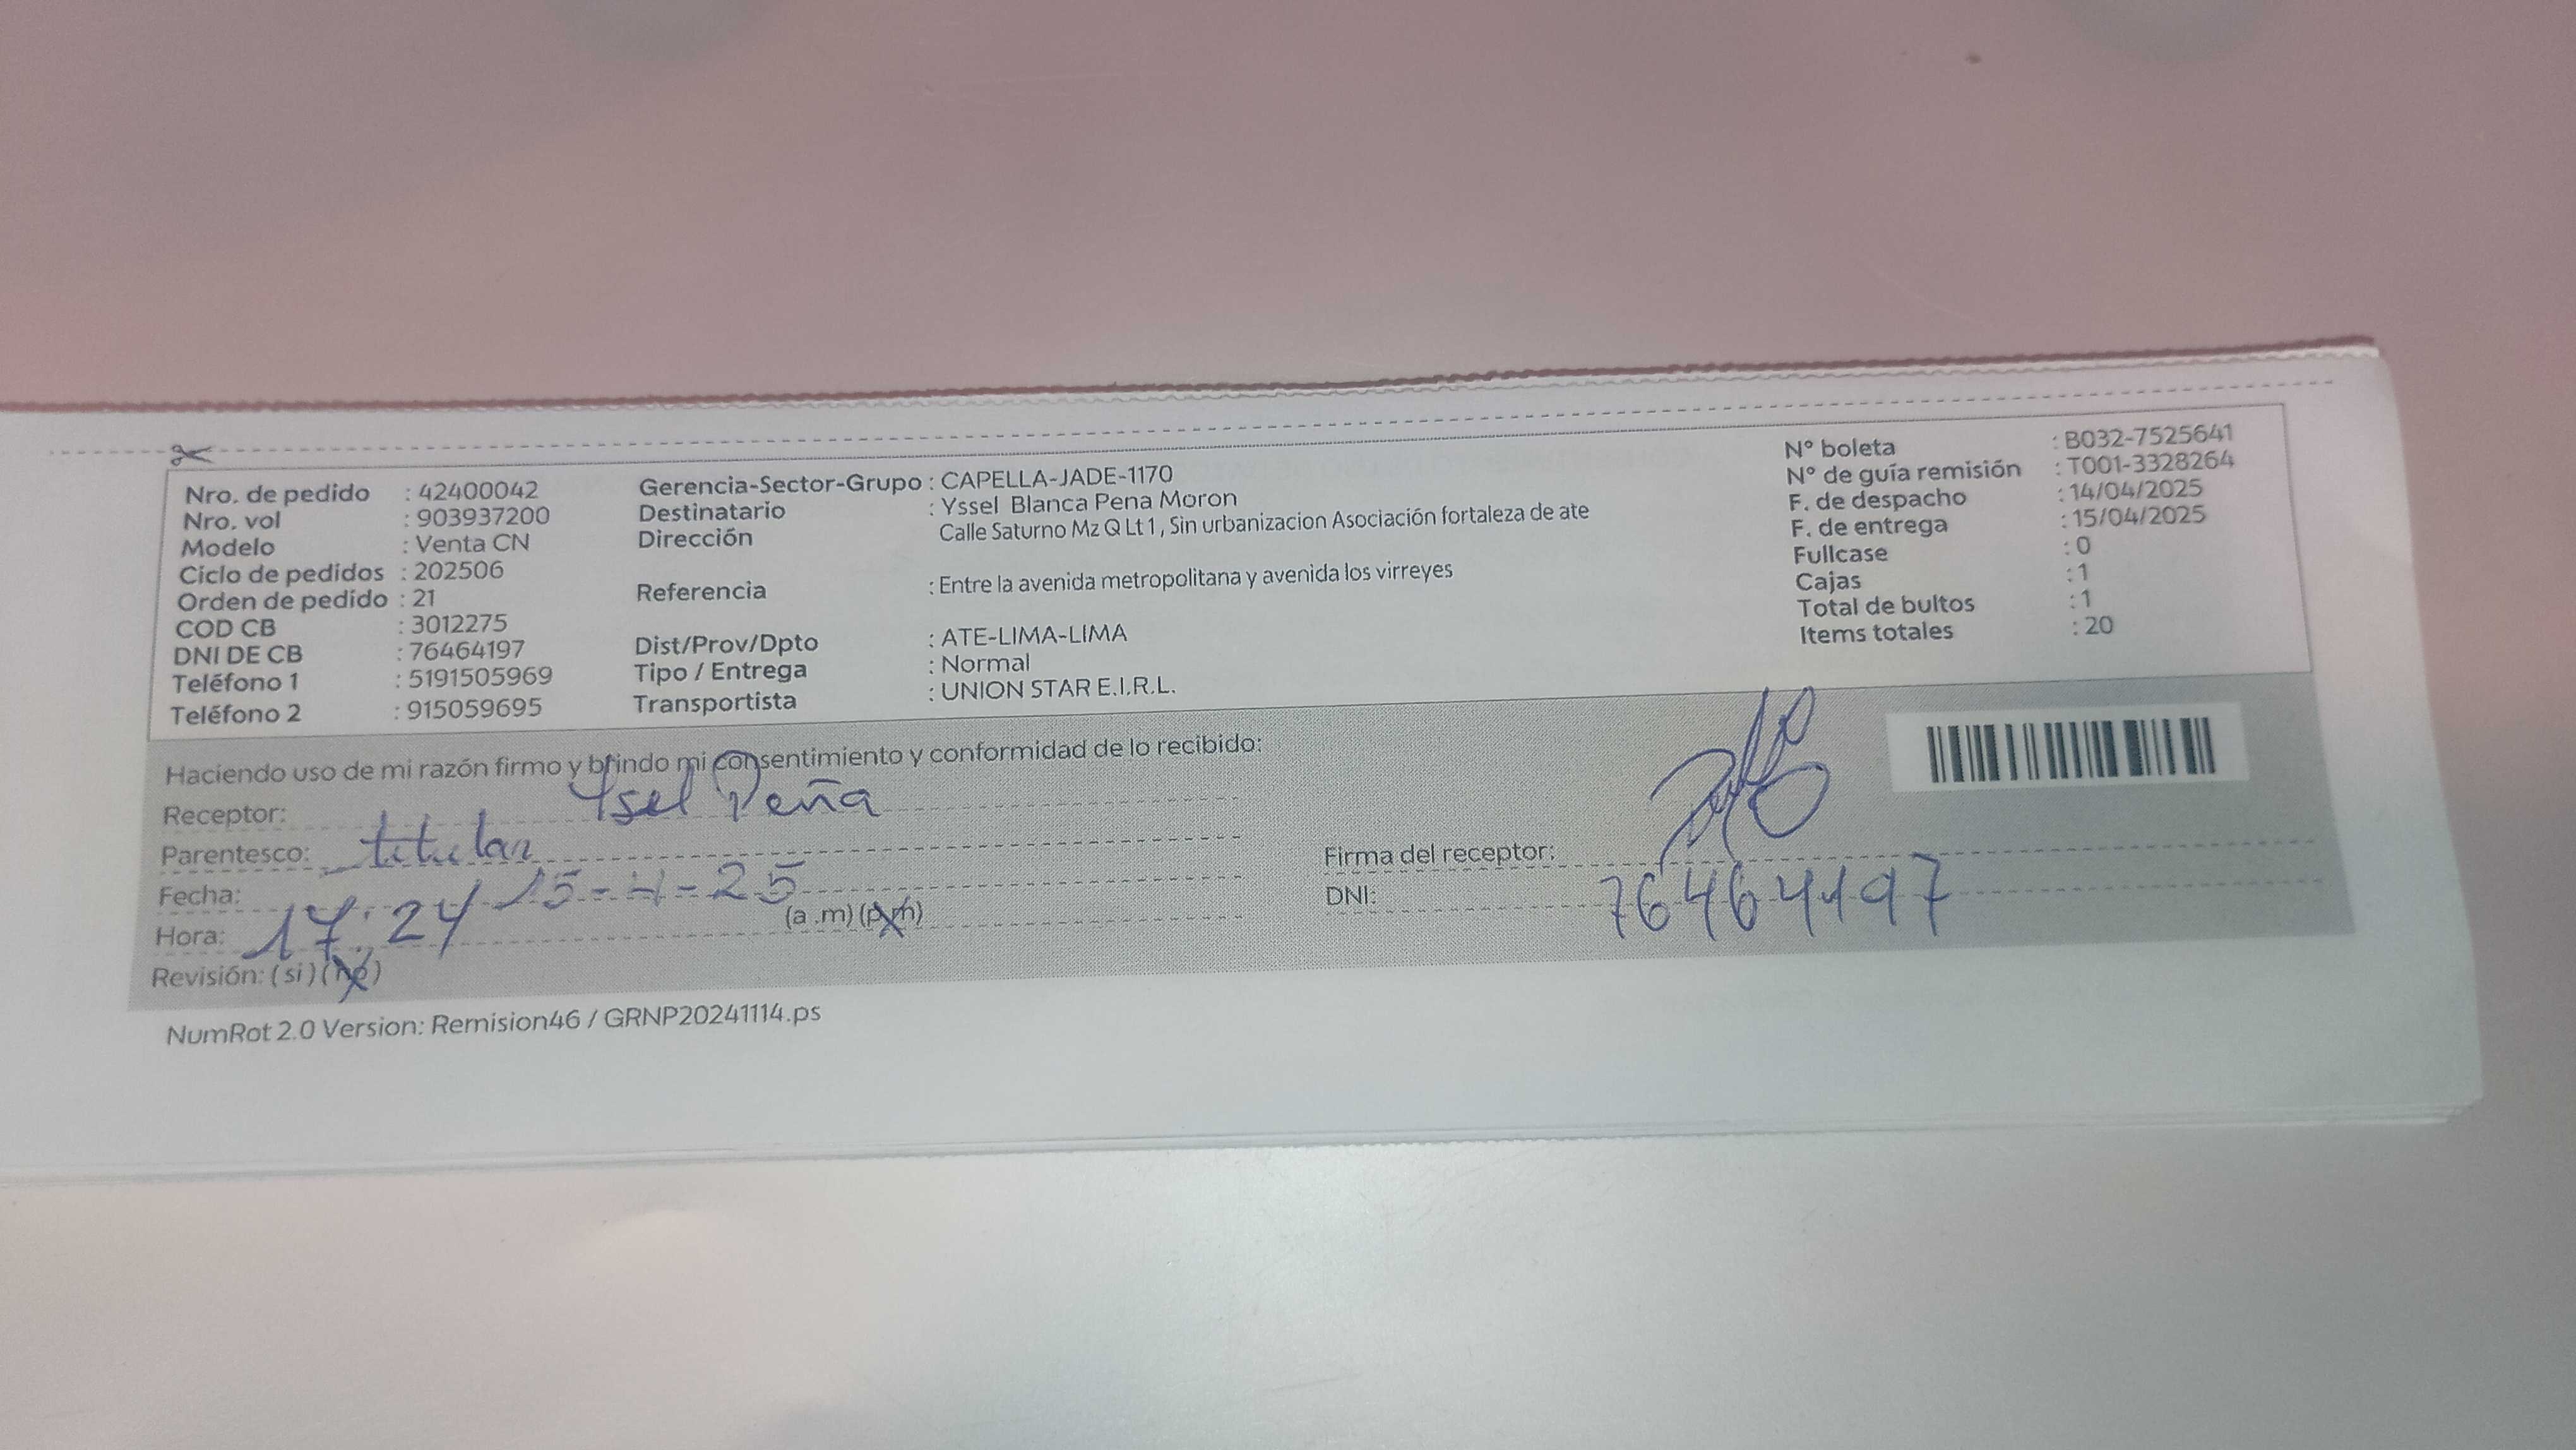 Nro. de pedido : 42400042
Nro. vol : 903937200
Modelo : Venta CN
Ciclo de pedidos : 202506
Orden de pedido : 21
COD CB : 3012275
DNI DE CB : 76464197
Teléfono 1 : 5191505969
Teléfono 2 : 915059695
Gerencia-Sector-Grupo : CAPELLA-JADE-1170
Destinatario : Yssel Blanca Pena Moron
Dirección Calle Saturno Mz Q Lt 1, Sin urbanizacion Asociación fortaleza de ate
Referencia : Entre la avenida metropolitana y avenida los virreyes
Dist/Prov/Dpto : ATE-LIMA-LIMA
Tipo / Entrega : Normal
Transportista : UNION STAR E.I.R.L.
N° boleta : B032-7525641
N° de guía remisión : T001-3328264
F. de despacho : 14/04/2025
F. de entrega : 15/04/2025
Fullcase : 0
Cajas : 1
Total de bultos : 1
Items totales : 20
Haciendo uso de mi razón firmo y brindo mi consentimiento y conformidad de lo recibido:
Receptor: Ysel Peña
Parentesco: titular
Fecha: 15-4-25
Hora: 17:24 (a.m) (p.m)
Revisión: (si) (no)
Firma del receptor:
DNI: 76464197
NumRot 2.0 Version: Remision46 / GRNP20241114.ps